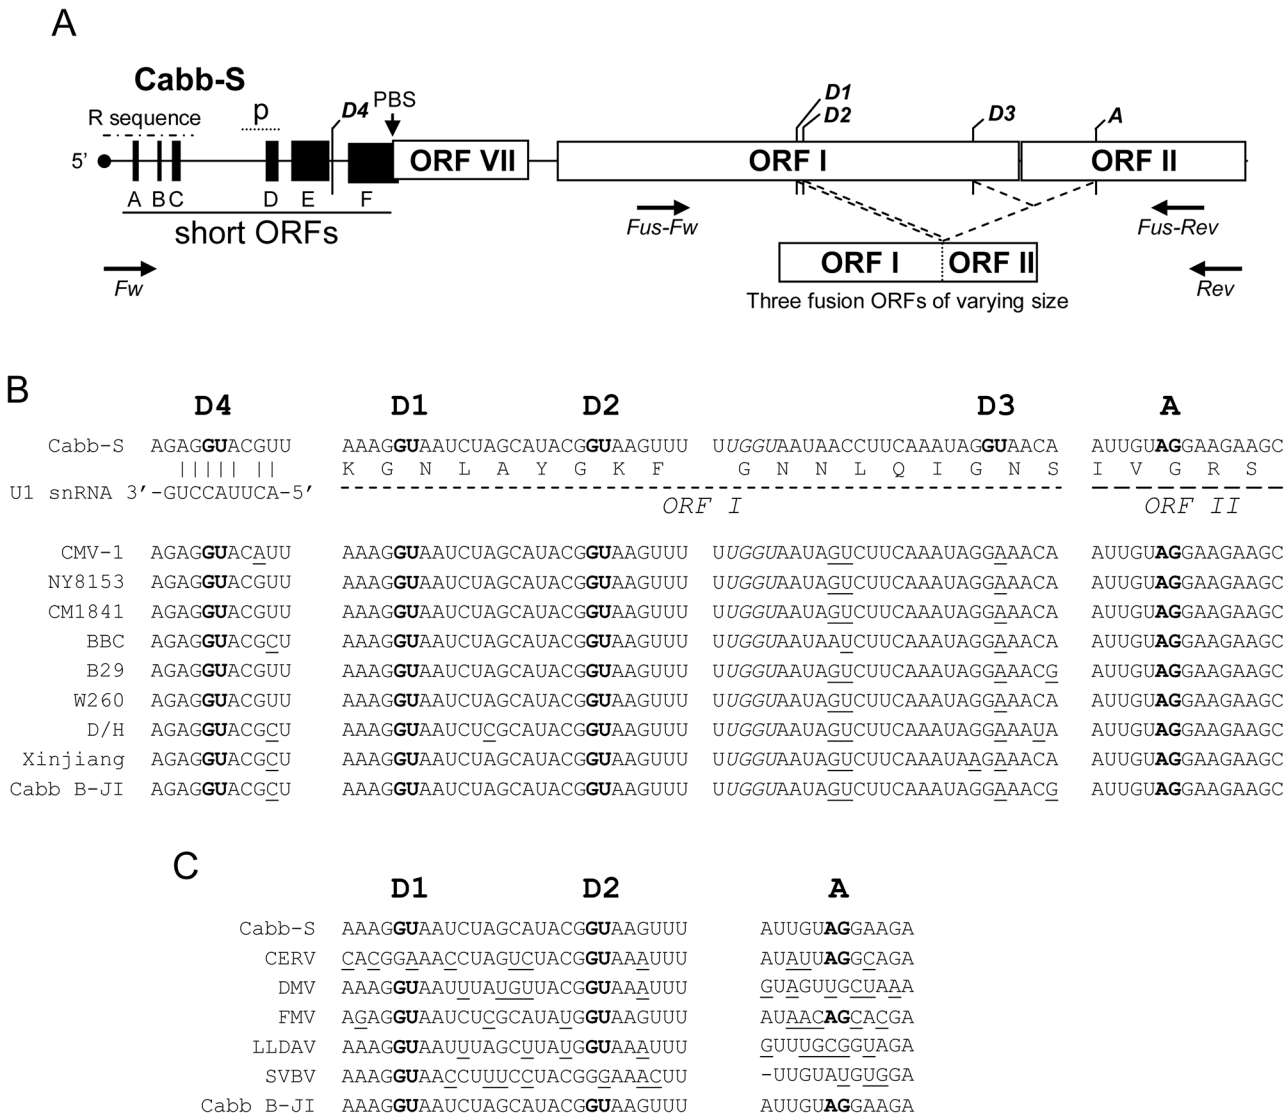 A
Cabb-S
R sequence p D4 PBS D1 D2 D3 A
5’ ORF VII ORF I ORF II
A B C D E F
short ORFs
Fus-Fw Fus-Rev
Fw ORF I ORF II Rev
Three fusion ORFs of varying size
B
D4 D1 D2 D3 A
Cabb-S AGAGGUACGUU AAAGGUAAUCUAGCAUACGGUAAGUUU UUGGUAAUAACCUUCAAAUAGGUAACA AUUGUAGGAAGAAGC
||||| || K G N L A Y G K F G N N L Q I G N S I V G R S
U1 snRNA 3’-GUCCAUUCA-5’
ORF I ORF II
CMV-1 AGAGGUACAUU AAAGGUAAUCUAGCAUACGGUAAGUUU UUGGUAAUAGUCUUCAAAUAGGAAACA AUUGUAGGAAGAAGC
NY8153 AGAGGUACGUU AAAGGUAAUCUAGCAUACGGUAAGUUU UUGGUAAUAGUCUUCAAAUAGGAAACA AUUGUAGGAAGAAGC
CM1841 AGAGGUACGUU AAAGGUAAUCUAGCAUACGGUAAGUUU UUGGUAAUAGUCUUCAAAUAGGAAACA AUUGUAGGAAGAAGC
BBC AGAGGUACGCU AAAGGUAAUCUAGCAUACGGUAAGUUU UUGGUAAUAAUCUUCAAAUAGGAAACA AUUGUAGGAAGAAGC
B29 AGAGGUACGUU AAAGGUAAUCUAGCAUACGGUAAGUUU UUGGUAAUAGUCUUCAAAUAGGAAACG AUUGUAGGAAGAAGC
W260 AGAGGUACGUU AAAGGUAAUCUAGCAUACGGUAAGUUU UUGGUAAUAGUCUUCAAAUAGGAAACA AUUGUAGGAAGAAGC
D/H AGAGGUACGCU AAAGGUAAUCUCGCAUACGGUAAGUUU UUGGUAAUAGUCUUCAAAUAGGAAAUA AUUGUAGGAAGAAGC
Xinjiang AGAGGUACGCU AAAGGUAAUCUAGCAUACGGUAAGUUU UUGGUAAUAGUCUUCAAAUAAGAAACA AUUGUAGGAAGAAGC
Cabb B-JI AGAGGUACGCU AAAGGUAAUCUAGCAUACGGUAAGUUU UUGGUAAUAGUCUUCAAAUAGGAAACG AUUGUAGGAAGAAGC
C
D1 D2 A
Cabb-S AAAGGUAAUCUAGCAUACGGUAAGUUU AUUGUAGGAAGA
CERV CACGGAAACCUAGUCUACGGUAAAUUU AUAUUAGGCAGA
DMV AAAGGUAAUUUAUGUUACGGUAAAUUU GUAGUUGCUAAA
FMV AGAGGUAAUCUCGCAUAUGGUAAGUUU AUAACAGCACGA
LLDAV AAAGGUAAUUUAGCUUAUGGUAAAUUU GUUUGCGGUAGA
SVBV AAAGGUAACCUUUCCUACGGGAAACUU -UUGUAUGUGGA
Cabb B-JI AAAGGUAAUCUAGCAUACGGUAAGUUU AUUGUAGGAAGA